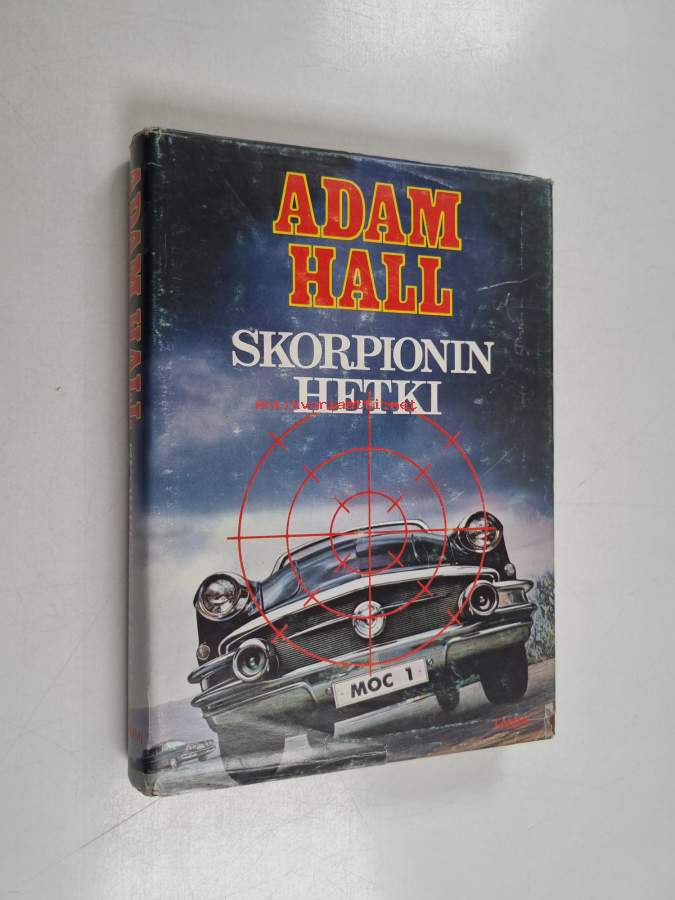 ADAM
HALL
SKORPIONIN
HETKI
MOC 1
ADAM HALL